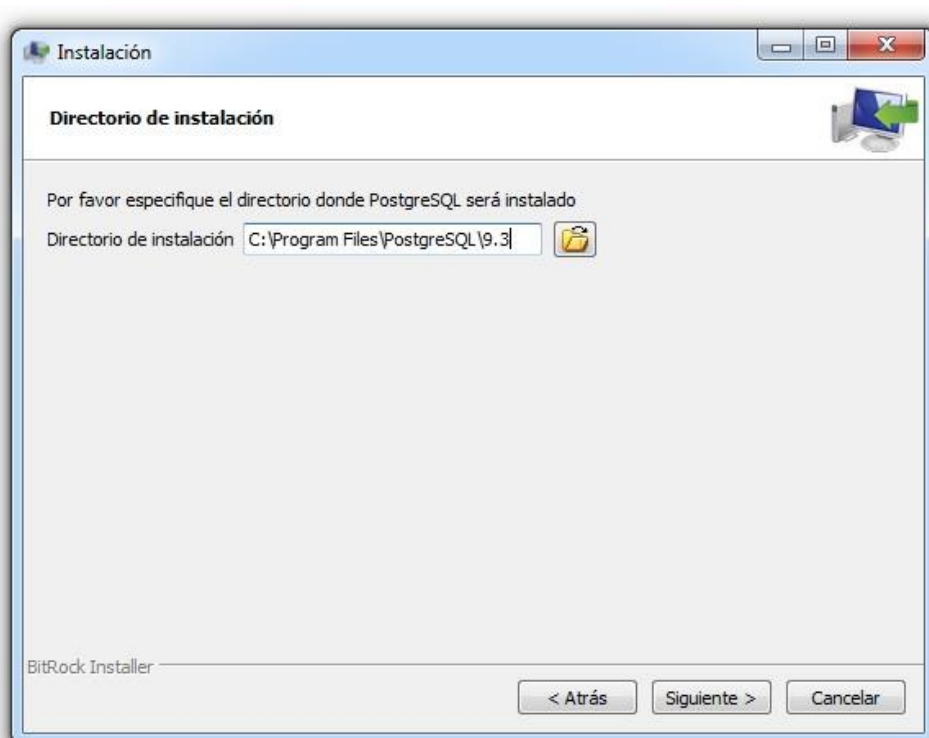 Instalación
Directorio de instalación
Por favor especifique el directorio donde PostgreSQL será instalado
Directorio de instalación C:\Program Files\PostgreSQL\9.3
BitRock Installer
< Atrás Siguiente > Cancelar